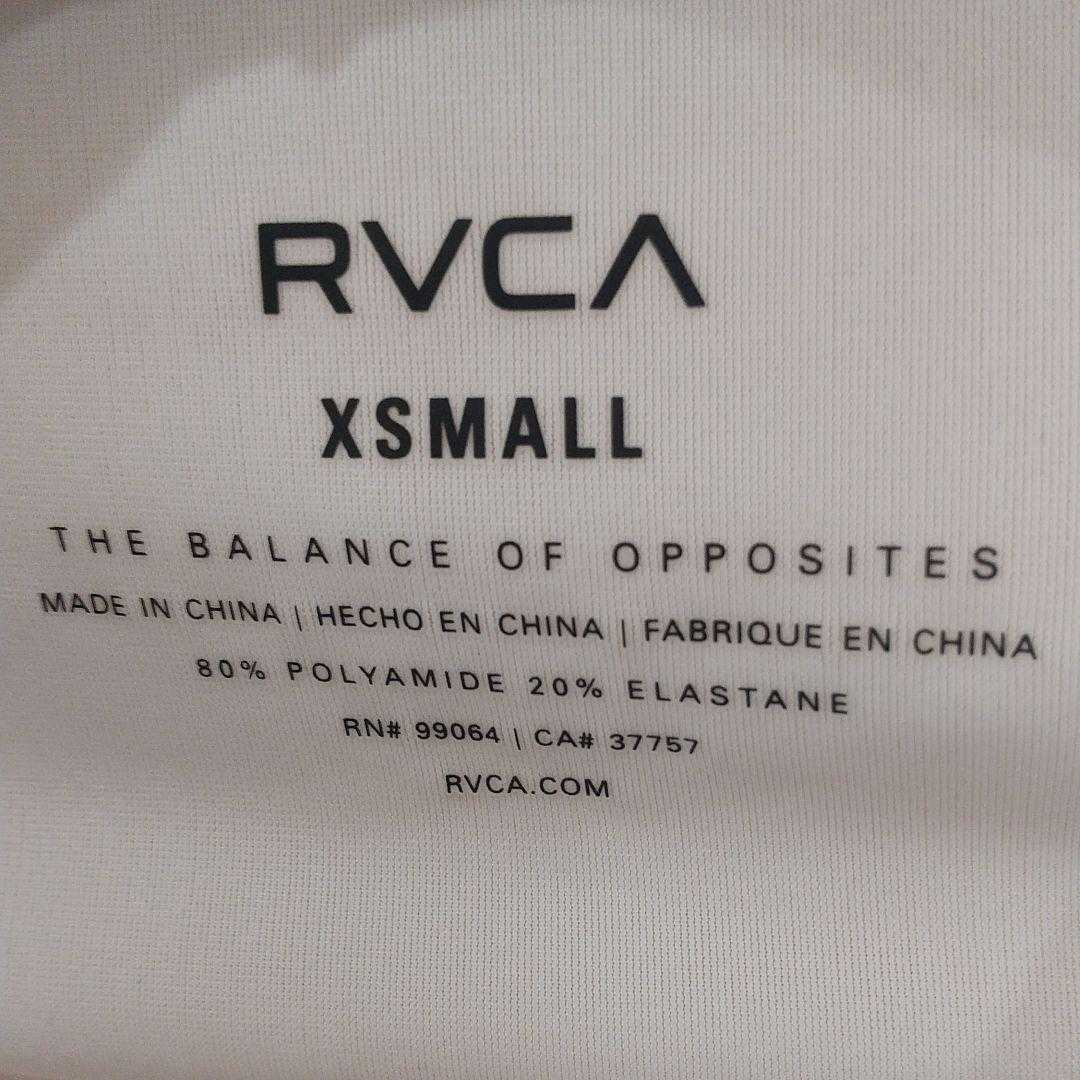 RVCA
XSMALL
THE BALANCE OF OPPOSITES
MADE IN CHINA | HECHO EN CHINA | FABRIQUE EN CHINA
80% POLYAMIDE 20% ELASTANE
RN# 99064 | CA# 37757
RVCA.COM